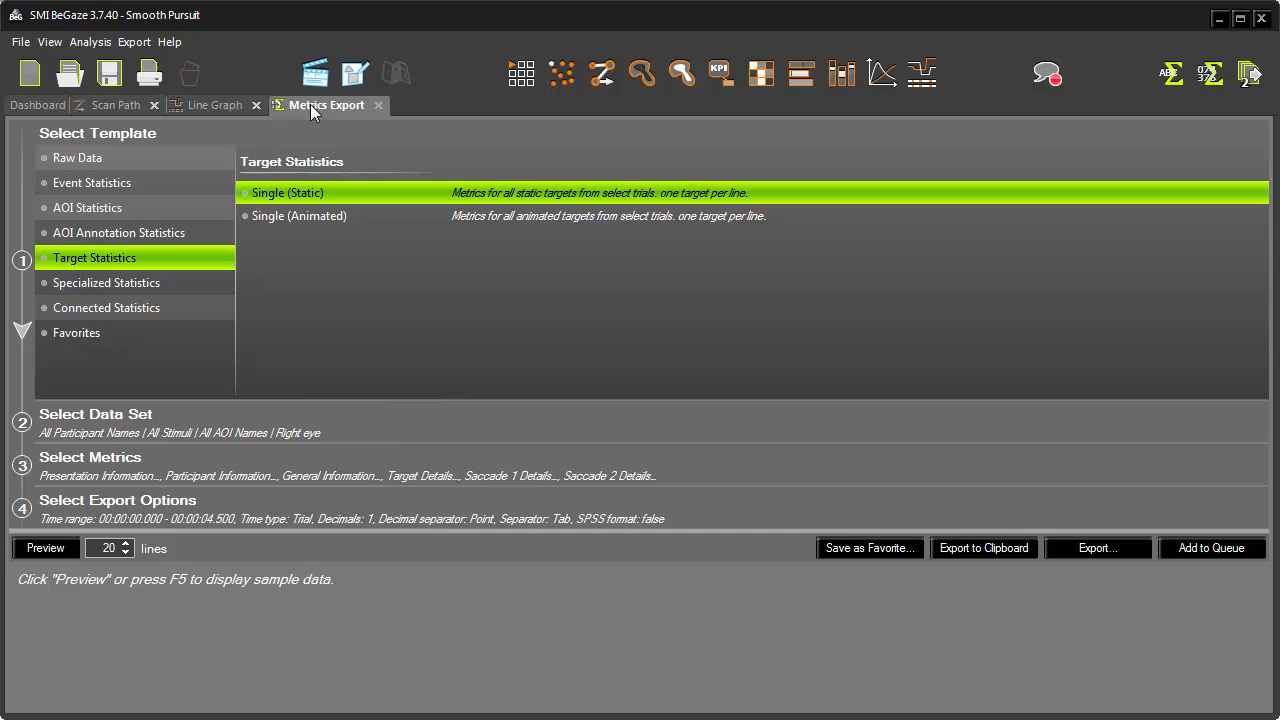 SMI BeGaze 3.7.40 - Smooth Pursuit
File View Analysis Export Help
KPI
ABC
Dashboard Scan Path Line Graph Metrics Export
Select Template
Raw Data
Event Statistics
AOI Statistics
AOI Annotation Statistics
Target Statistics
Specialized Statistics
Connected Statistics
Favorites
Target Statistics
Single (Static) Metrics for all static targets from select trials. one target per line.
Single (Animated) Metrics for all animated targets from select trials. one target per line.
1
2 Select Data Set
All Participant Names | All Stimuli | All AOI Names | Right eye
3 Select Metrics
Presentation Information..., Participant Information..., General Information..., Target Details..., Saccade 1 Details..., Saccade 2 Details...
4 Select Export Options
Time range: 00:00:00.000 - 00:00:04.500, Time type: Trial, Decimals: 1, Decimal separator: Point, Separator: Tab, SPSS format: false
Preview 20 lines Save as Favorite... Export to Clipboard Export... Add to Queue
Click "Preview" or press F5 to display sample data.